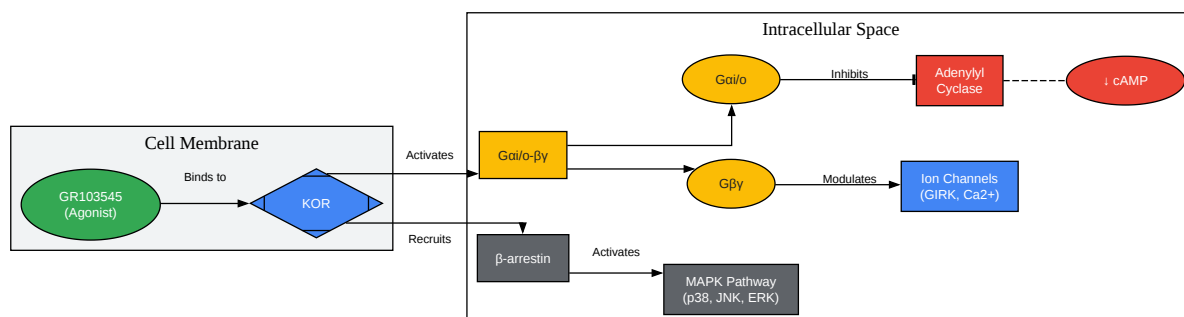 Intracellular Space
Gαi/o
Inhibits
Adenylyl
Cyclase
↓ cAMP
Cell Membrane
GR103545
(Agonist)
Binds to
KOR
Activates
Gαi/o-βγ
Gβγ
Modulates
Ion Channels
(GIRK, Ca2+)
Recruits
β-arrestin
Activates
MAPK Pathway
(p38, JNK, ERK)